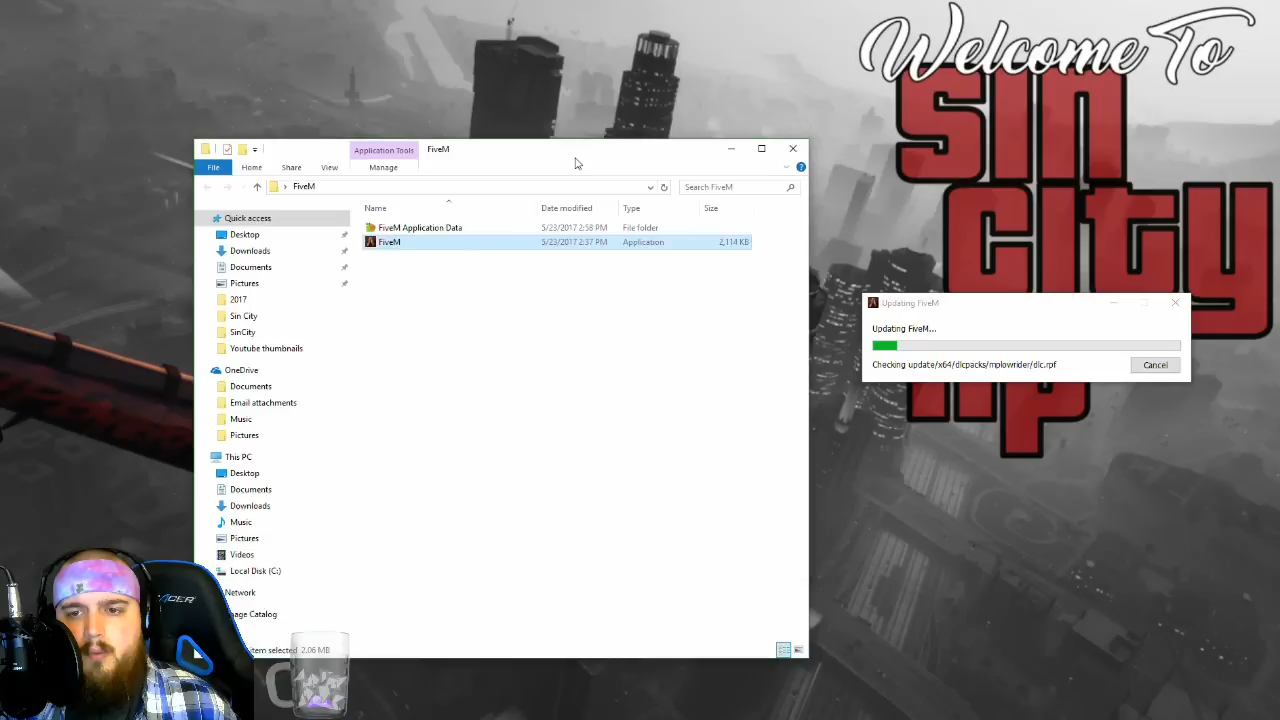 Welcome To
Sin
City
RP
Application Tools
FiveM
File
Home
Share
View
Manage
FiveM
Search FiveM
Name
Date modified
Type
Size
Quick access
Desktop
Downloads
Documents
Pictures
2017
Sin City
SinCity
Youtube thumbnails
OneDrive
Documents
Email attachments
Music
Pictures
This PC
Desktop
Documents
Downloads
Music
Pictures
Videos
Local Disk (C:)
Network
FiveM Application Data 5/23/2017 2:58 PM File folder
FiveM 5/23/2017 2:37 PM Application 2,114 KB
selected 2.06 MB
Updating FiveM
Updating FiveM...
Checking update/x64/dlcpacks/mplowrider/dlc.rpf
Cancel